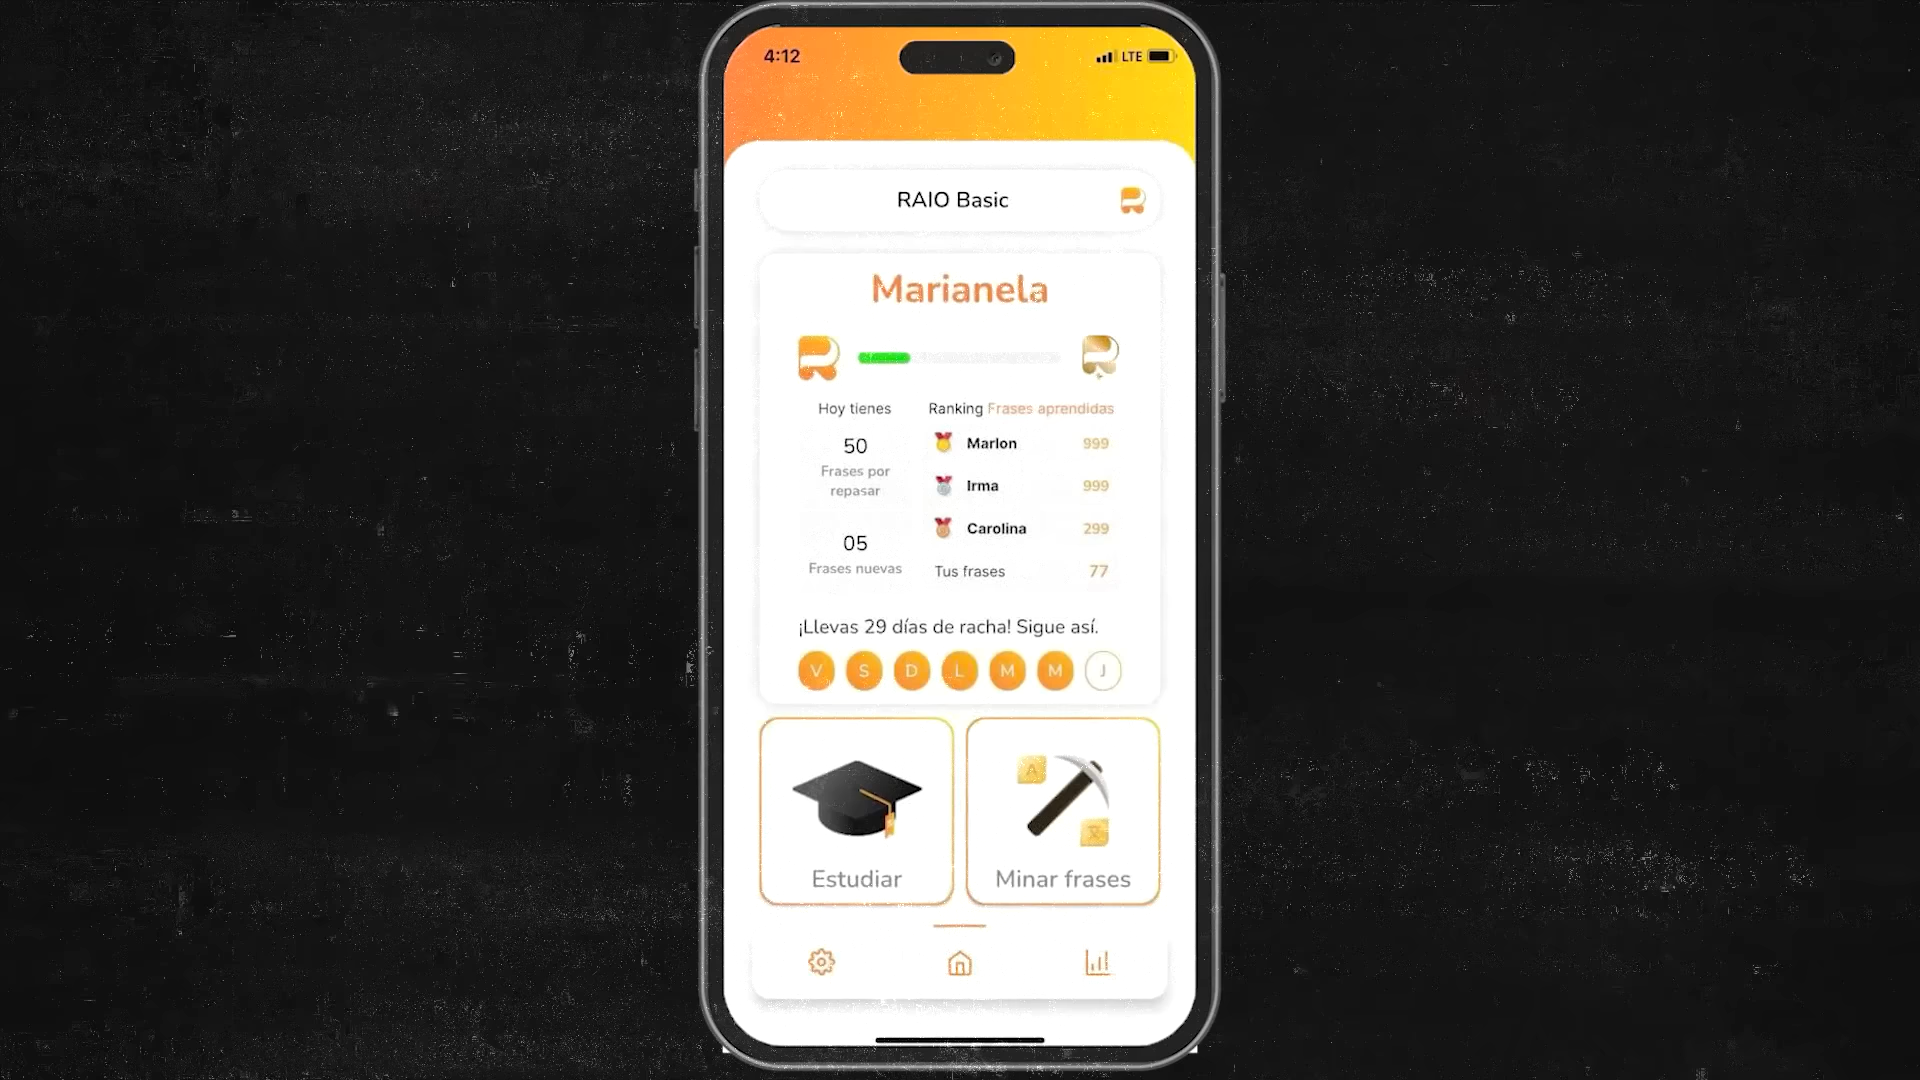 4:12
LTE
RAIO Basic
Marianela
Hoy tienes
50
Frases por
repasar
05
Frases nuevas
Ranking Frases aprendidas
Marlon 999
Irma 999
Carolina 299
Tus frases 77
¡Llevas 29 días de racha! Sigue así.
V S D L M M J
A
Estudiar
Minar frases